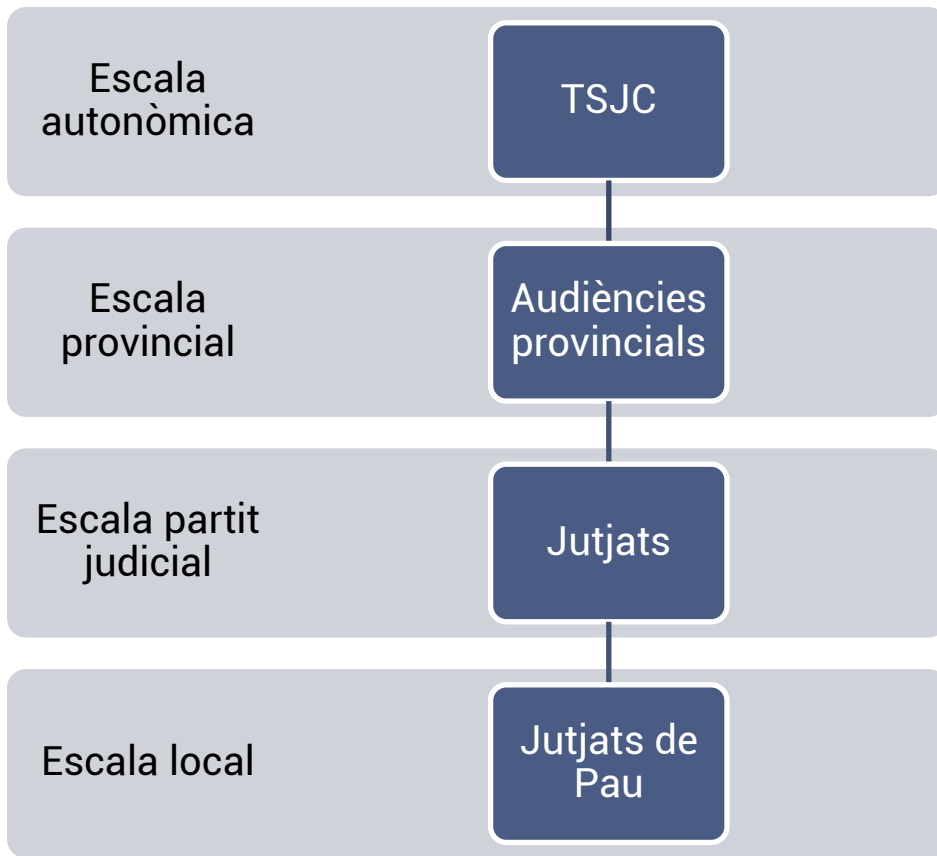 Escala
autonòmica
TSJC
Escala
provincial
Audiències
provincials
Escala partit
judicial
Jutjats
Escala local
Jutjats de
Pau